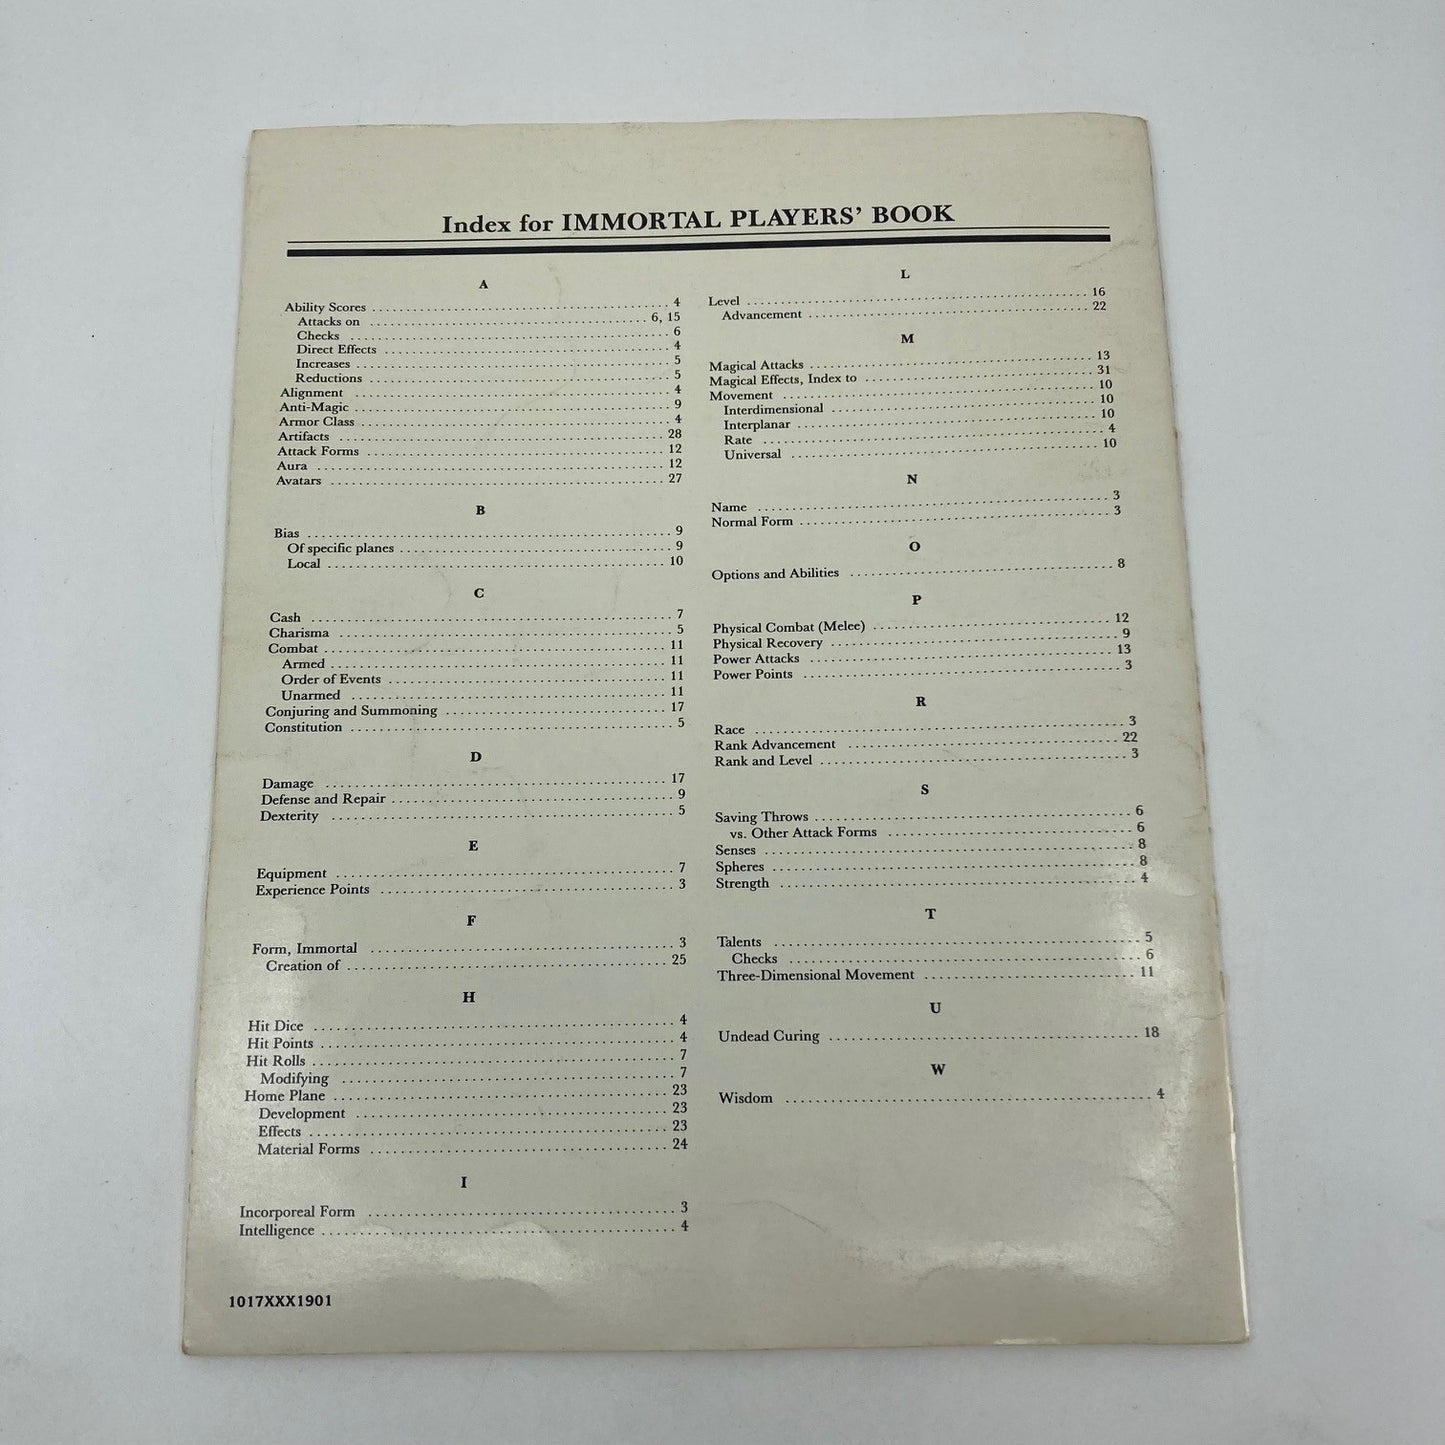 Index for IMMORTAL PLAYERS' BOOK
A
Ability Scores 4
Attacks on 6, 15
Checks 6
Direct Effects 4
Increases 5
Reductions 5
Alignment 4
Anti-Magic 9
Armor Class 4
Artifacts 28
Attack Forms 12
Aura 12
Avatars 27
B
Bias 9
Of specific planes 9
Local 10
C
Cash 7
Charisma 5
Combat 11
Armed 11
Order of Events 11
Unarmed 11
Conjuring and Summoning 17
Constitution 5
D
Damage 17
Defense and Repair 9
Dexterity 5
E
Equipment 7
Experience Points 3
F
Form, Immortal 3
Creation of 25
H
Hit Dice 4
Hit Points 4
Hit Rolls 7
Modifying 7
Home Plane 23
Development 23
Effects 23
Material Forms 24
I
Incorporeal Form 3
Intelligence 4
L
Level 16
Advancement 22
M
Magical Attacks 13
Magical Effects, Index to 31
Movement 10
Interdimensional 10
Interplanar 10
Rate 4
Universal 10
N
Name 3
Normal Form 3
O
Options and Abilities 8
P
Physical Combat (Melee) 12
Physical Recovery 9
Power Attacks 13
Power Points 3
R
Race 3
Rank Advancement 22
Rank and Level 3
S
Saving Throws 6
vs. Other Attack Forms 6
Senses 8
Spheres 8
Strength 4
T
Talents 5
Checks 6
Three-Dimensional Movement 11
U
Undead Curing 18
W
Wisdom 4
1017XXX1901